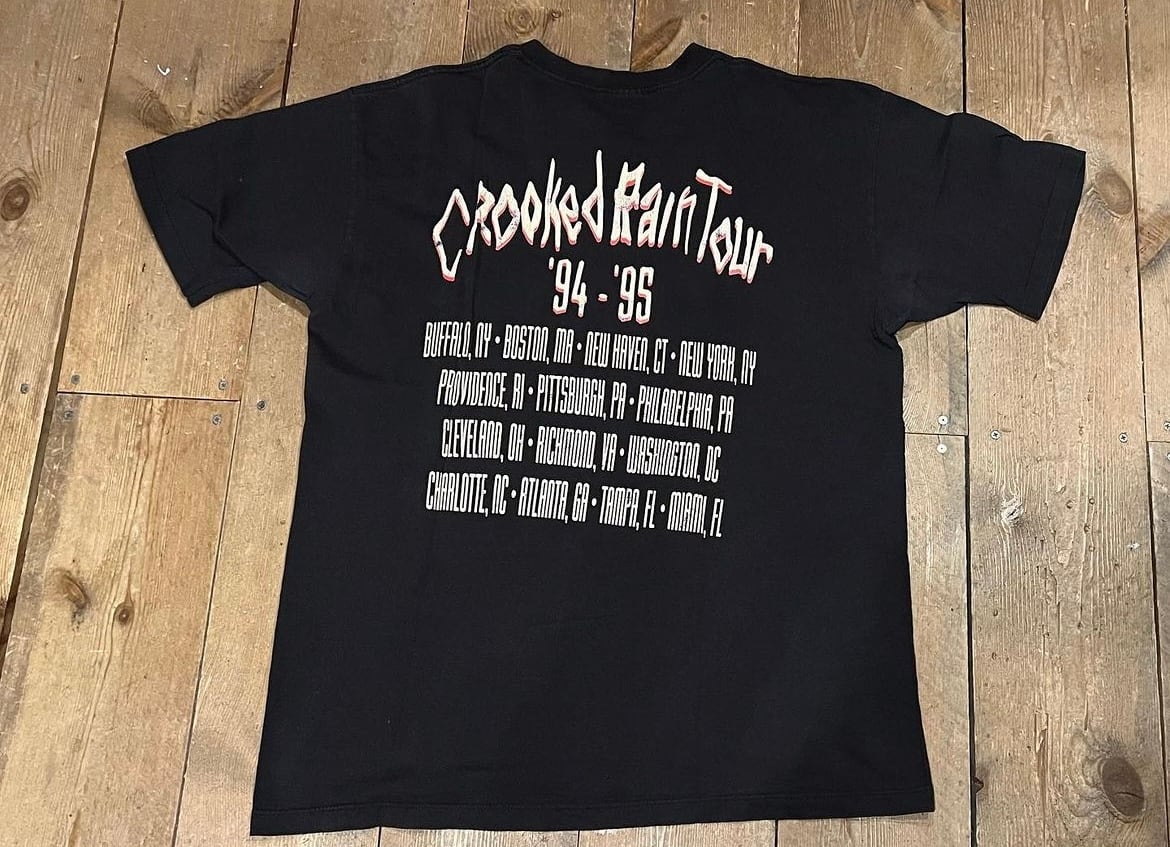 Crooked Rain Tour
'94 - '95
BUFFALO, NY • BOSTON, MA • NEW HAVEN, CT • NEW YORK, NY
PROVIDENCE, RI • PITTSBURGH, PA • PHILADELPHIA, PA
CLEVELAND, OH • RICHMOND, VA • WASHINGTON, DC
CHARLOTTE, NC • ATLANTA, GA • TAMPA, FL • MIAMI, FL